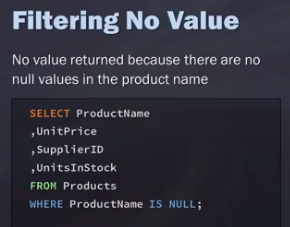 Filtering No Value
No value returned because there are no
null values in the product name
SELECT ProductName
,UnitPrice
,SupplierID
,UnitsInStock
FROM Products
WHERE ProductName IS NULL;